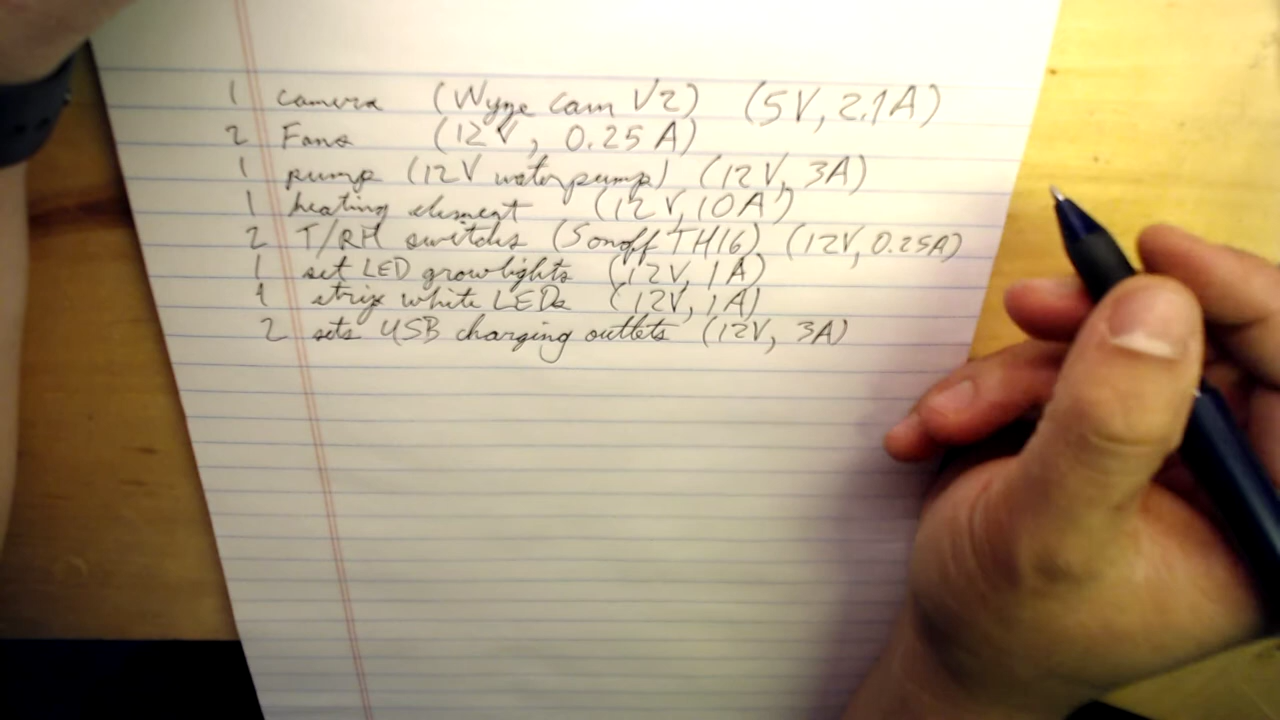 1 camera (Wyze Cam V2) (5V, 2.1A)
2 Fans (12V, 0.25A)
1 pump (12V waterpump) (12V, 3A)
1 heating element (12V, 10A)
2 T/RH switches (Sonoff TH16) (12V, 0.25A)
1 set LED growlights (12V, 1A)
1 strip white LEDs (12V, 1A)
2 sets USB charging outlets (12V, 3A)